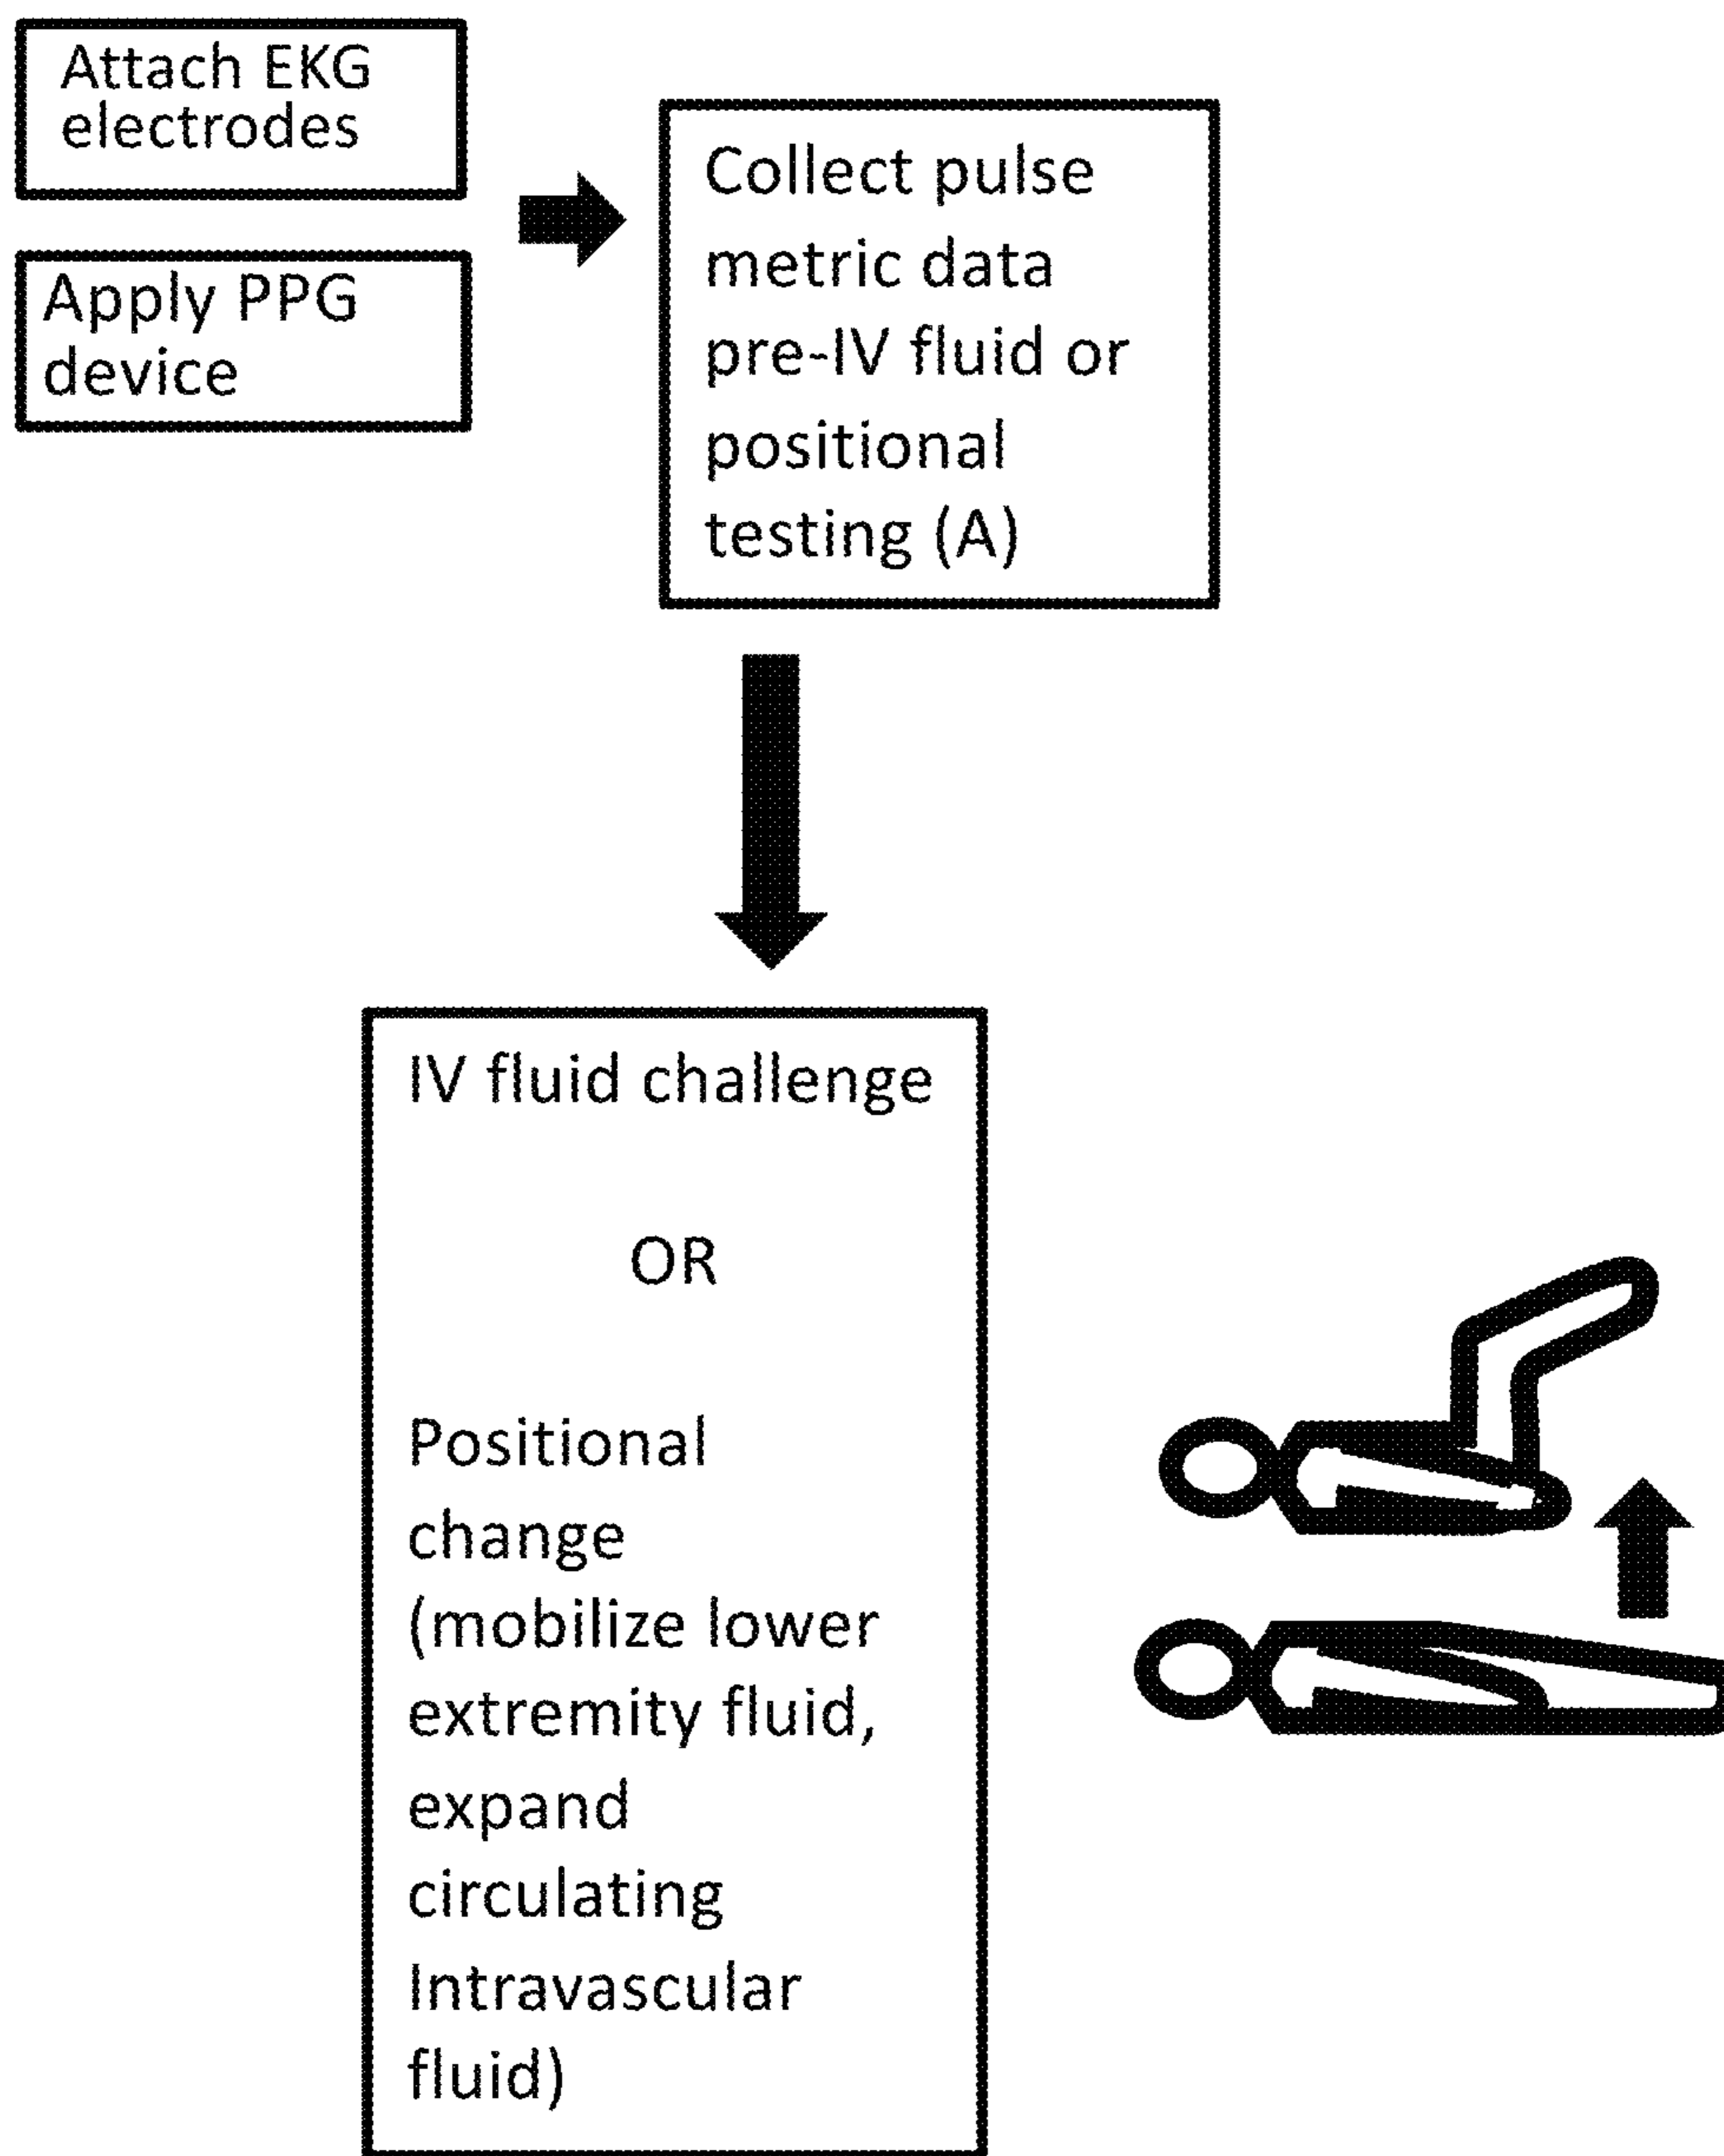 Attach EKG
electrodes
Apply PPG
device
Collect pulse
metric data
pre-IV fluid or
positional
testing (A)
IV fluid challenge
OR
Positional
change
(mobilize lower
extremity fluid,
expand
circulating
Intravascular
fluid)